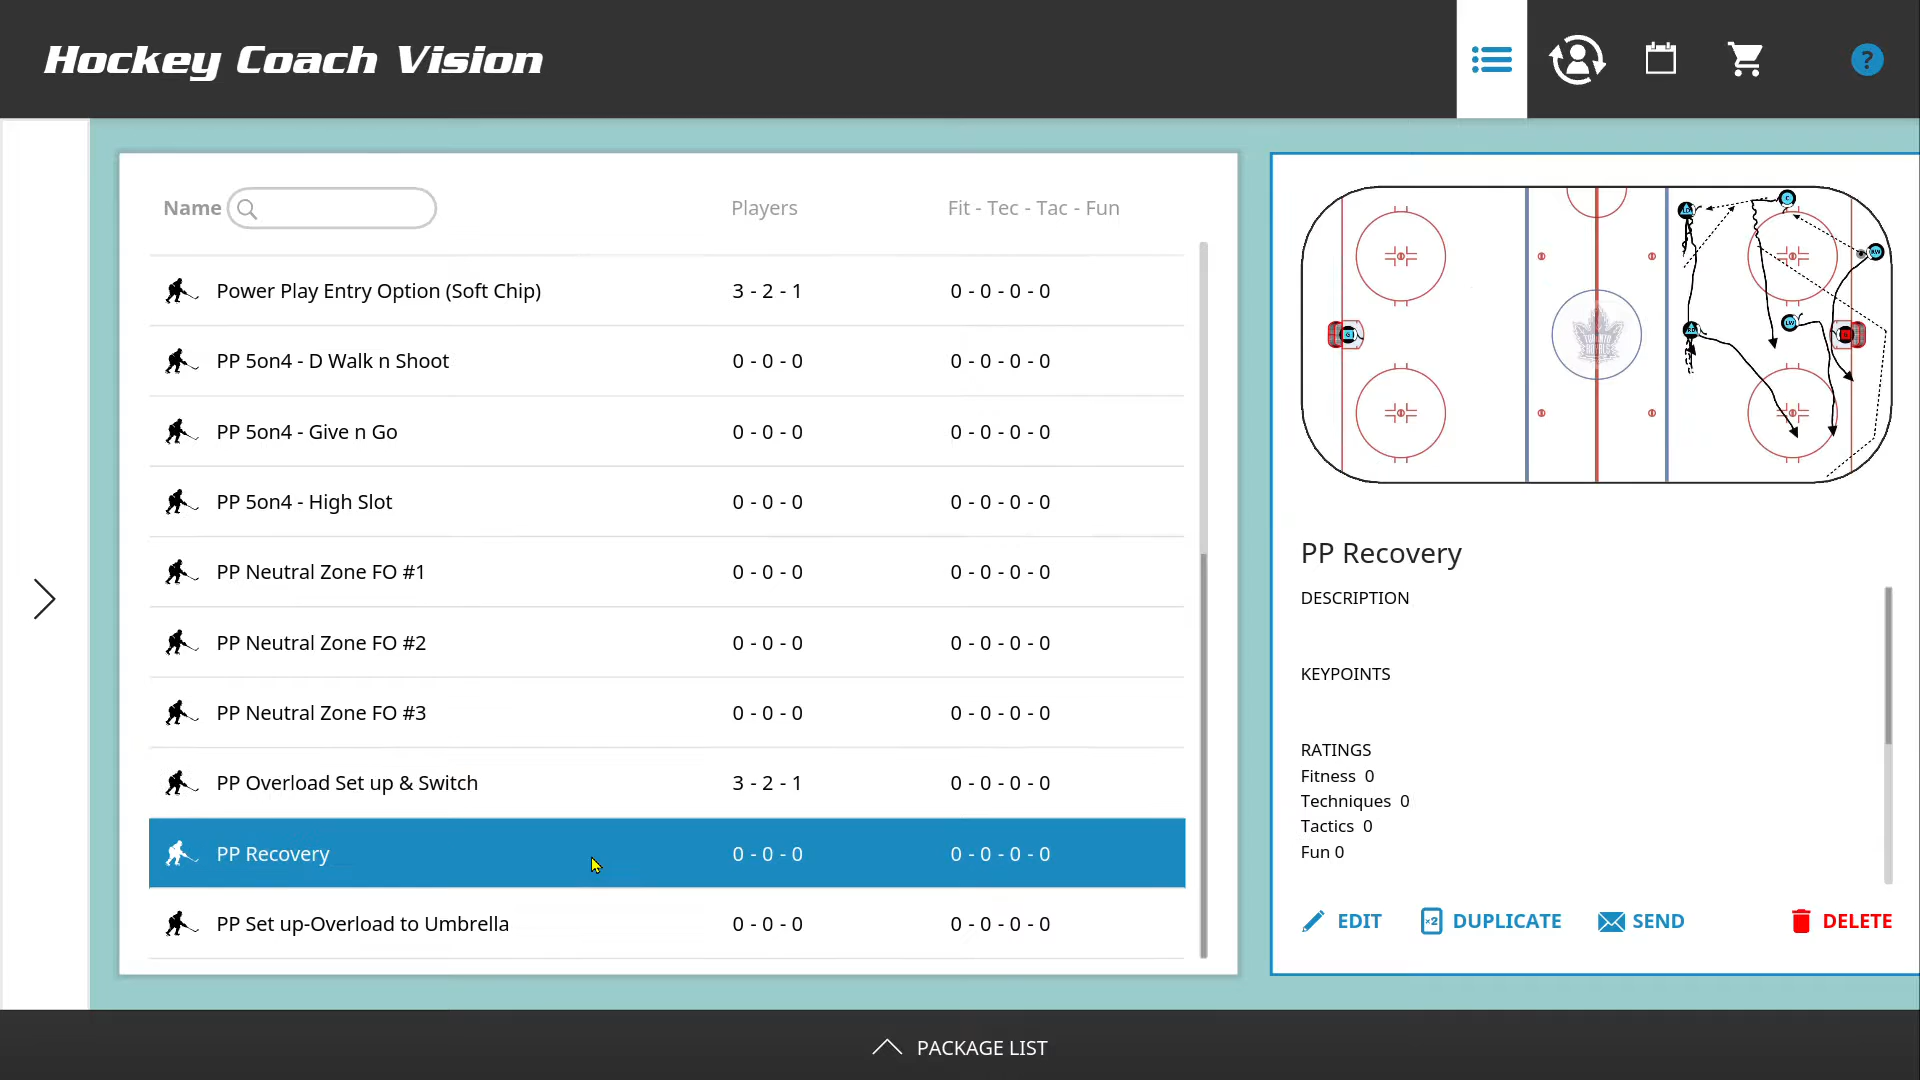 Hockey Coach Vision
?
Name
Players
Fit - Tec - Tac - Fun
Power Play Entry Option (Soft Chip)
3 - 2 - 1
0 - 0 - 0 - 0
PP 5on4 - D Walk n Shoot
0 - 0 - 0
0 - 0 - 0 - 0
PP 5on4 - Give n Go
0 - 0 - 0
0 - 0 - 0 - 0
PP 5on4 - High Slot
0 - 0 - 0
0 - 0 - 0 - 0
PP Neutral Zone FO #1
0 - 0 - 0
0 - 0 - 0 - 0
PP Neutral Zone FO #2
0 - 0 - 0
0 - 0 - 0 - 0
PP Neutral Zone FO #3
0 - 0 - 0
0 - 0 - 0 - 0
PP Overload Set up & Switch
3 - 2 - 1
0 - 0 - 0 - 0
PP Recovery
0 - 0 - 0
0 - 0 - 0 - 0
PP Set up-Overload to Umbrella
0 - 0 - 0
0 - 0 - 0 - 0
PP Recovery
DESCRIPTION
KEYPOINTS
RATINGS
Fitness 0
Techniques 0
Tactics 0
Fun 0
EDIT
x2 DUPLICATE
SEND
DELETE
PACKAGE LIST